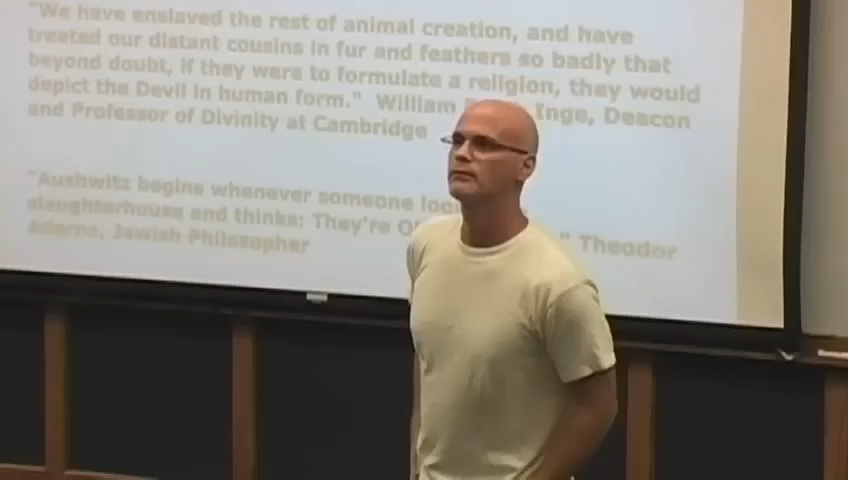 "We have enslaved the rest of animal creation, and have
treated our distant cousins in fur and feathers so badly that
beyond doubt, if they were to formulate a religion, they would
depict the Devil in human form." William Inge, Deacon
and Professor of Divinity at Cambridge
"Aushwitz begins whenever someone
slaughterhouse and thinks: They're " Theodor
Adorno, Jewish Philosopher